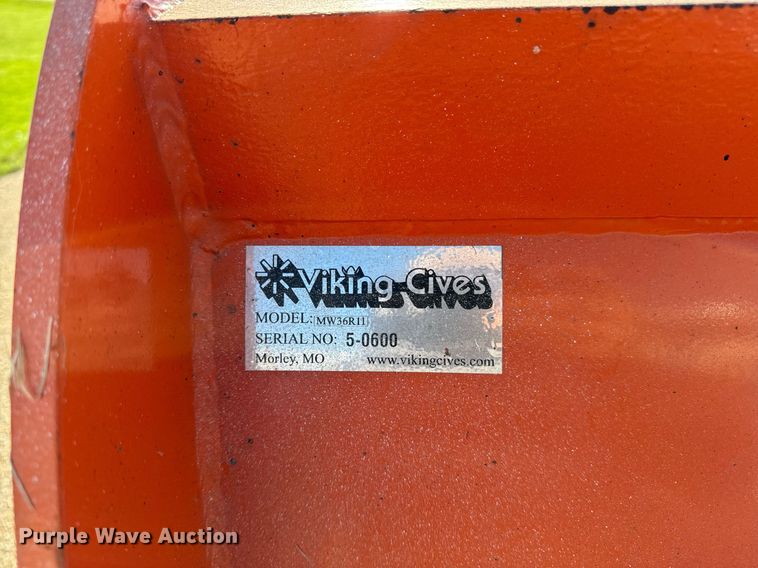 Viking-Cives
MODEL: MW36R11
SERIAL NO: 5-0600
Morley, MO www.vikingcives.com
Purple Wave Auction®